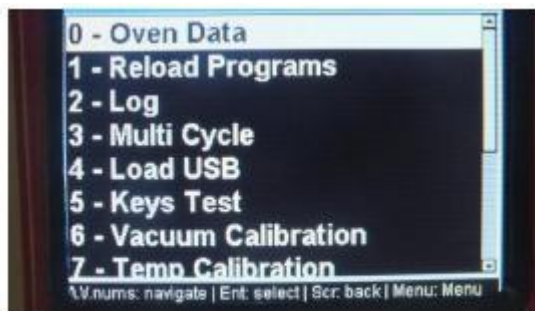 0 - Oven Data
1 - Reload Programs
2 - Log
3 - Multi Cycle
4 - Load USB
5 - Keys Test
6 - Vacuum Calibration
7 - Temp Calibration
nums: navigate | Ent: select | Scr: back | Menu: Menu